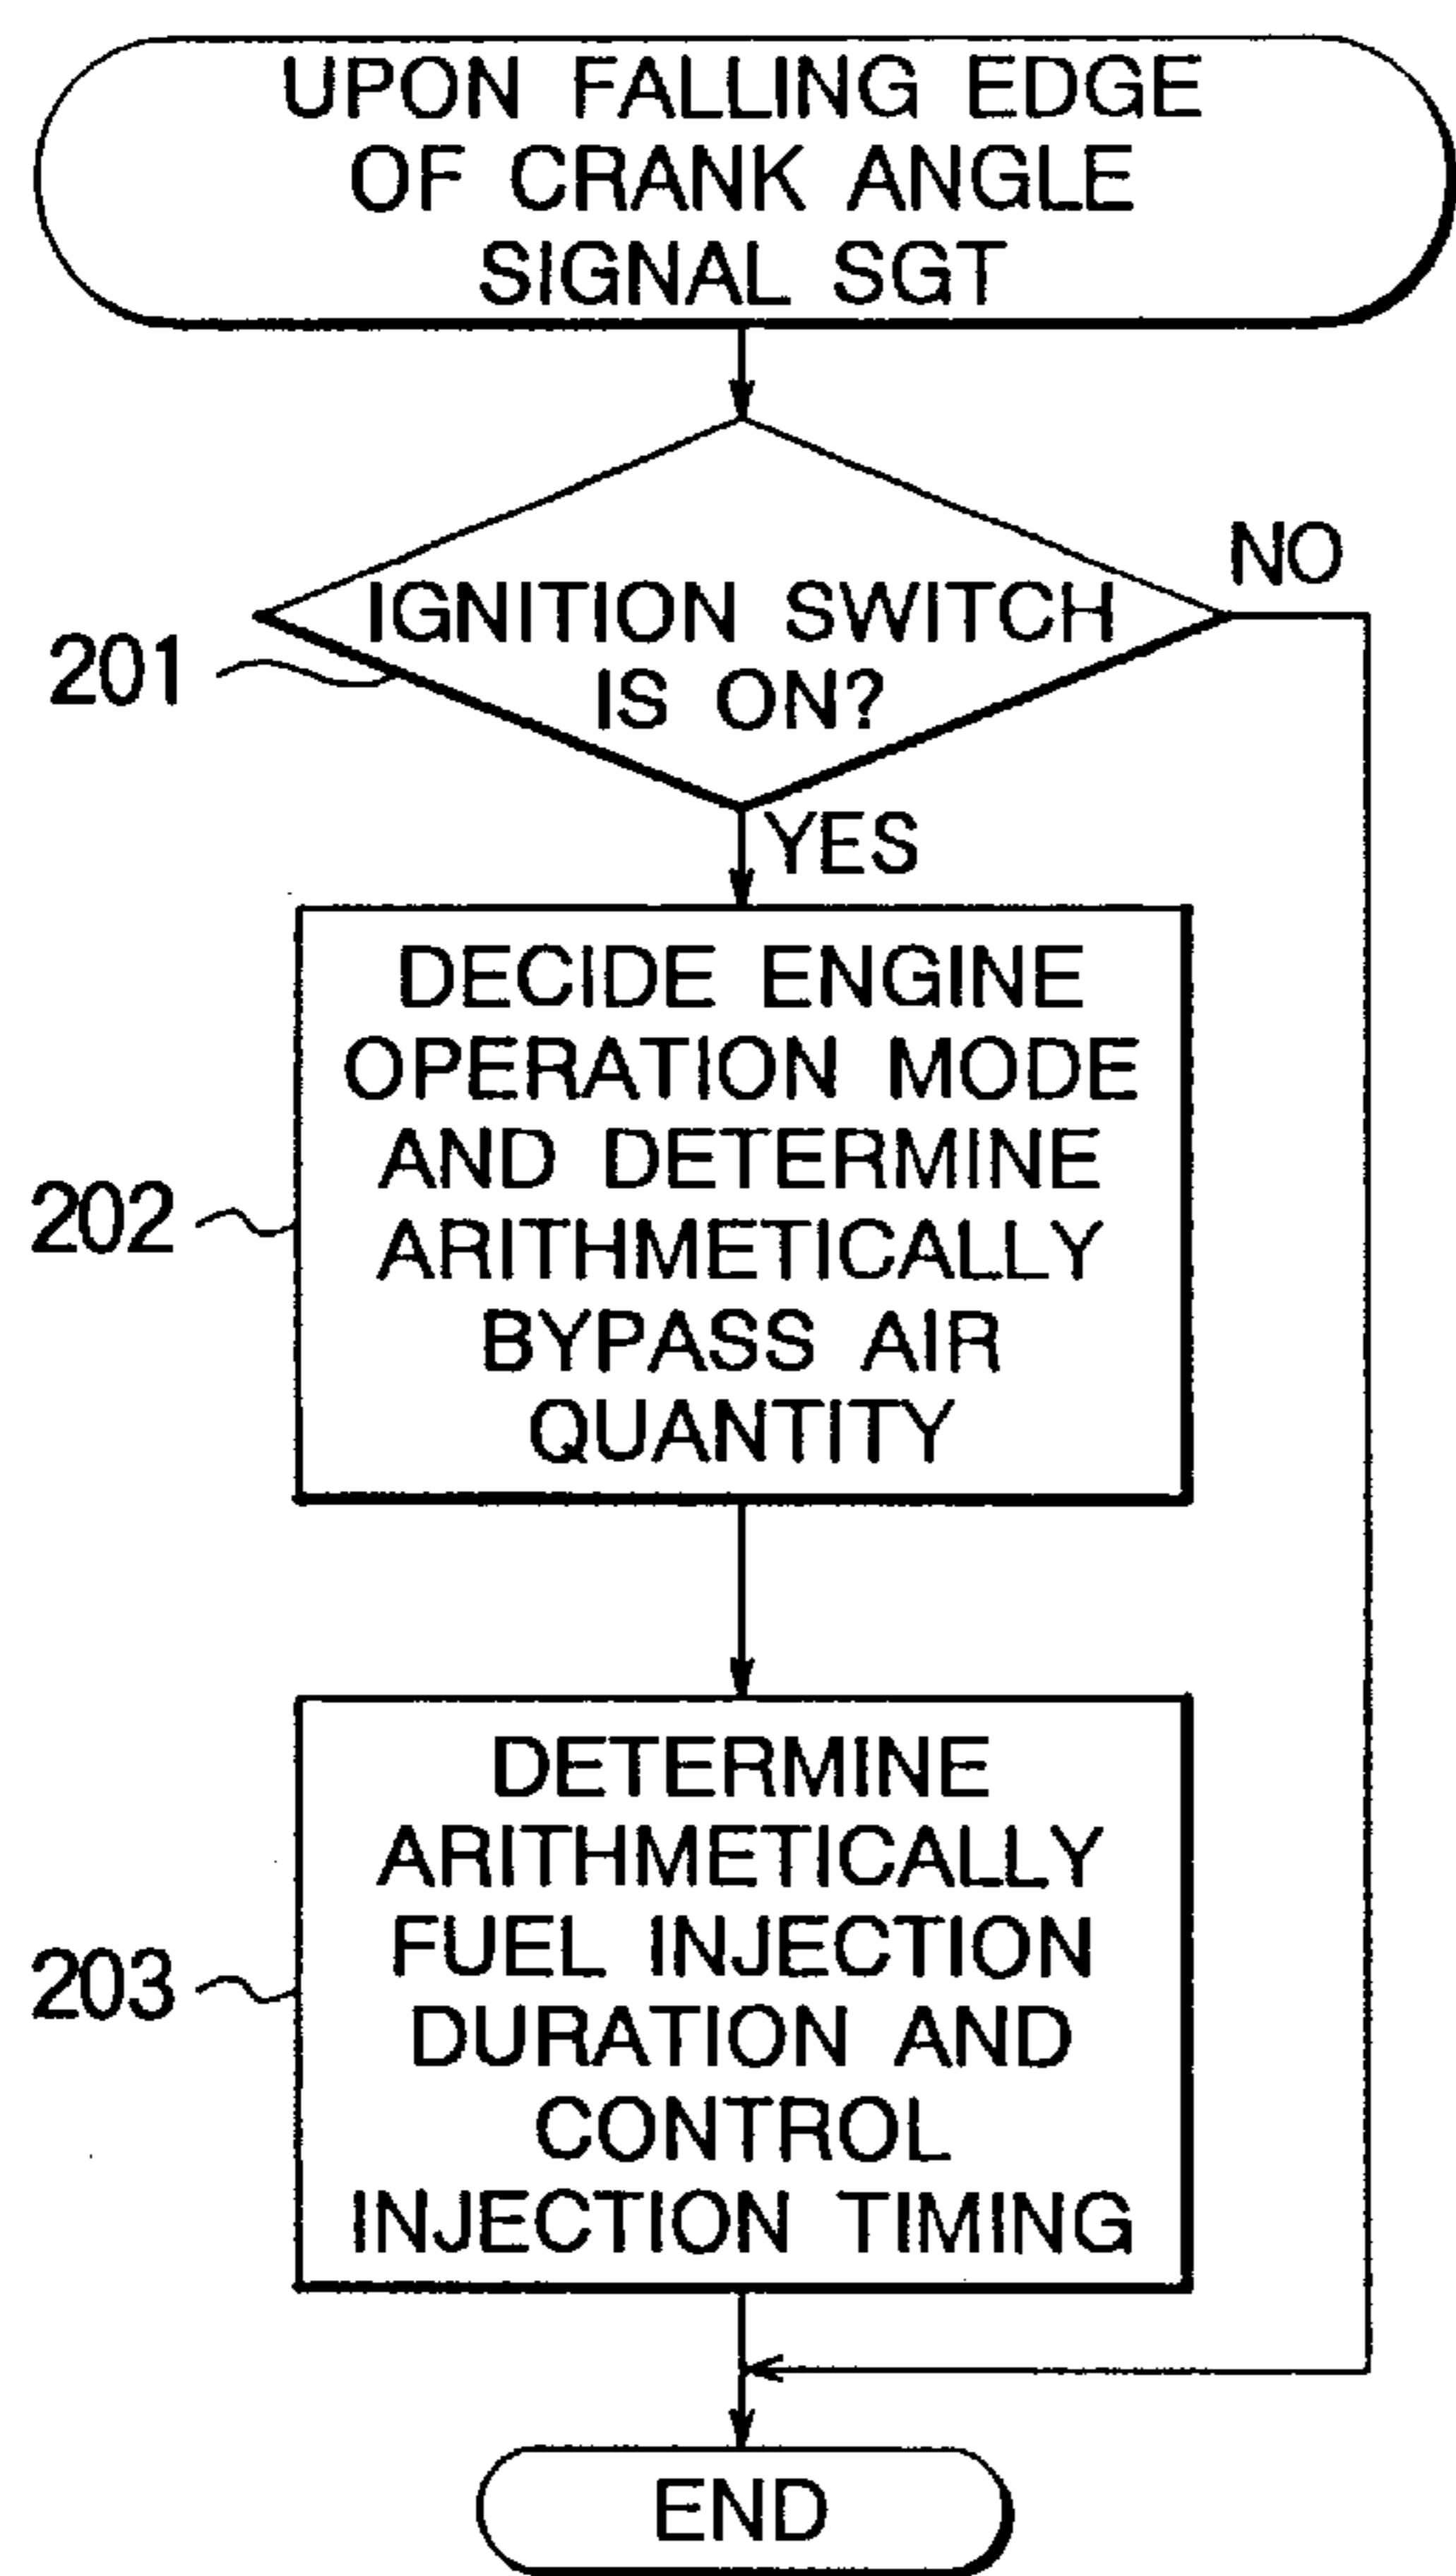 UPON FALLING EDGE
OF CRANK ANGLE
SIGNAL SGT
NO
IGNITION SWITCH
IS ON?
201
YES
DECIDE ENGINE
OPERATION MODE
AND DETERMINE
ARITHMETICALLY
BYPASS AIR
QUANTITY
202
DETERMINE
ARITHMETICALLY
FUEL INJECTION
DURATION AND
CONTROL
INJECTION TIMING
203
END